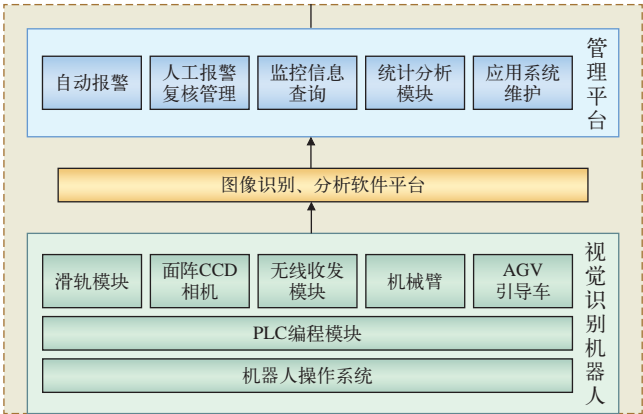 自动报警
人工报警
复核管理
监控信息
查询
统计分析
模块
应用系统
维护
管理平台
图像识别、分析软件平台
滑轨模块
面阵CCD
相机
无线收发
模块
机械臂
AGV
引导车
PLC编程模块
机器人操作系统
视觉识别机器人